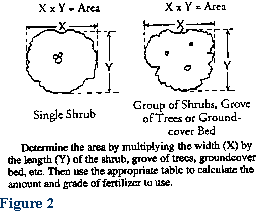 X x Y = Area X x Y = Area
X X
Y Y
Single Shrub
Group of Shrubs, Grove
of Trees or Ground-
cover Bed
Determine the area by multiplying the width (X) by
the length (Y) of the shrub, grove of trees, groundcover
bed, etc. Then use the appropriate table to calculate the
amount and grade of fertilizer to use.
Figure 2